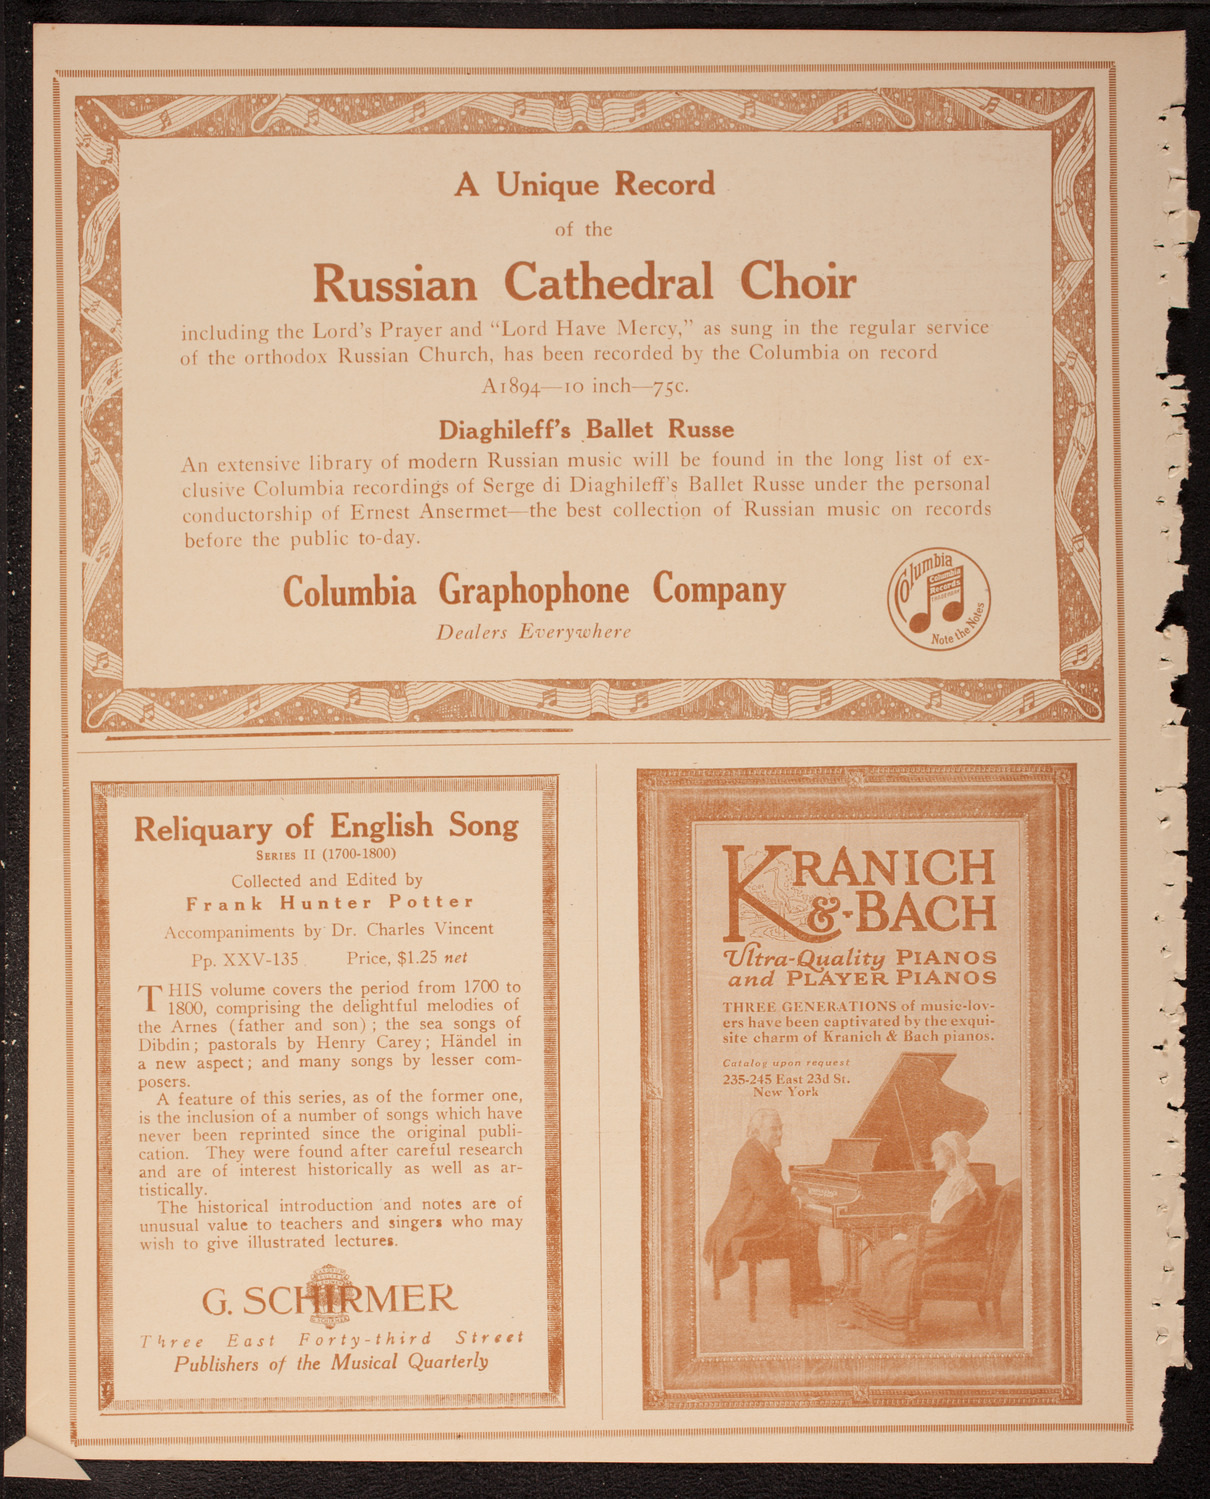 A Unique Record
of the
Russian Cathedral Choir
including the Lord's Prayer and "Lord Have Mercy," as sung in the regular service
of the orthodox Russian Church, has been recorded by the Columbia on record
A1894—10 inch—75c.
Diaghileff's Ballet Russe
An extensive library of modern Russian music will be found in the long list of ex-
clusive Columbia recordings of Serge di Diaghileff's Ballet Russe under the personal
conductorship of Ernest Ansermet—the best collection of Russian music on records
before the public to-day.
Columbia Graphophone Company
Dealers Everywhere
Columbia
Columbia
Records
Note the Notes
Reliquary of English Song
SERIES II (1700-1800)
Collected and Edited by
Frank Hunter Potter
Accompaniments by Dr. Charles Vincent
Pp. XXV-135 Price, $1.25 net
THIS volume covers the period from 1700 to
1800, comprising the delightful melodies of
the Arnes (father and son); the sea songs of
Dibdin; pastorals by Henry Carey; Händel in
a new aspect; and many songs by lesser com-
posers.
A feature of this series, as of the former one,
is the inclusion of a number of songs which have
never been reprinted since the original publi-
cation. They were found after careful research
and are of interest historically as well as ar-
tistically.
The historical introduction and notes are of
unusual value to teachers and singers who may
wish to give illustrated lectures.
G. SCHIRMER
Three East Forty-third Street
Publishers of the Musical Quarterly
KRANICH
&-BACH
Ultra-Quality PIANOS
and PLAYER PIANOS
THREE GENERATIONS of music-lov-
ers have been captivated by the exqui-
site charm of Kranich & Bach pianos.
Catalog upon request
235-245 East 23d St.
New York